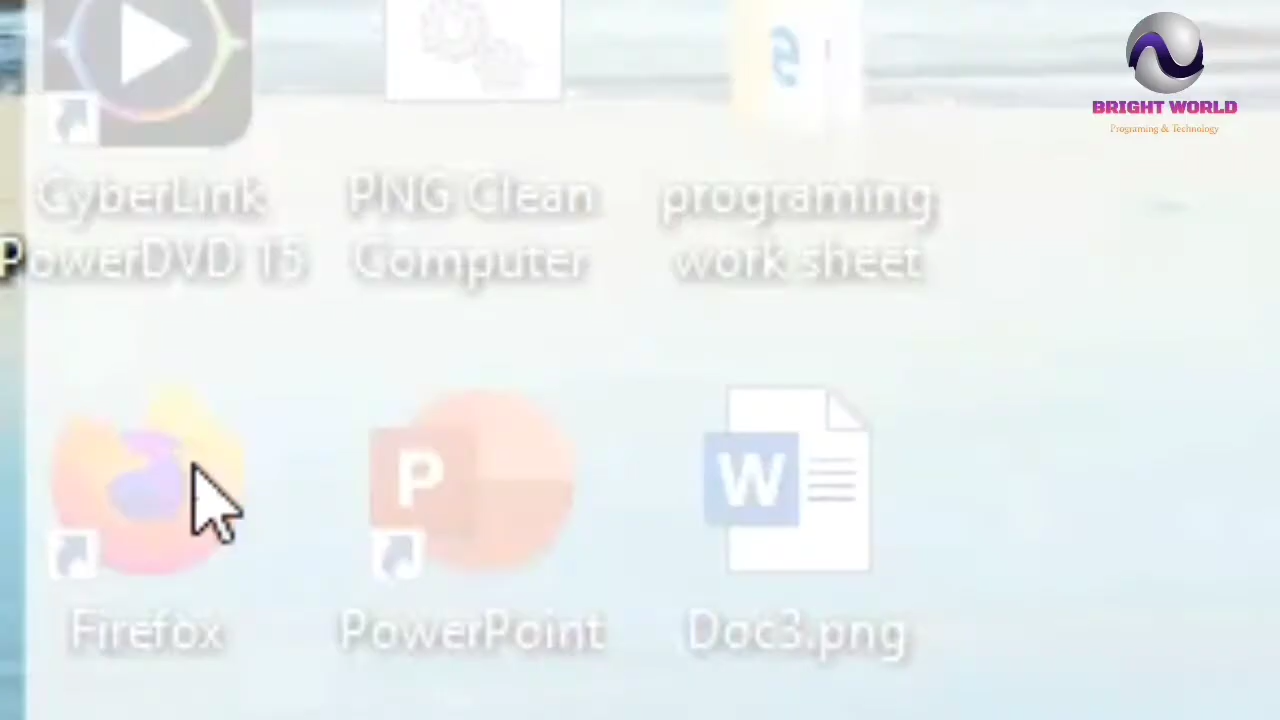 BRIGHT WORLD
Programing & Technology
CyberLink
PowerDVD 15
PNG Clean
Computer
programing
work sheet
P
W
Firefox
PowerPoint
Doc3.png